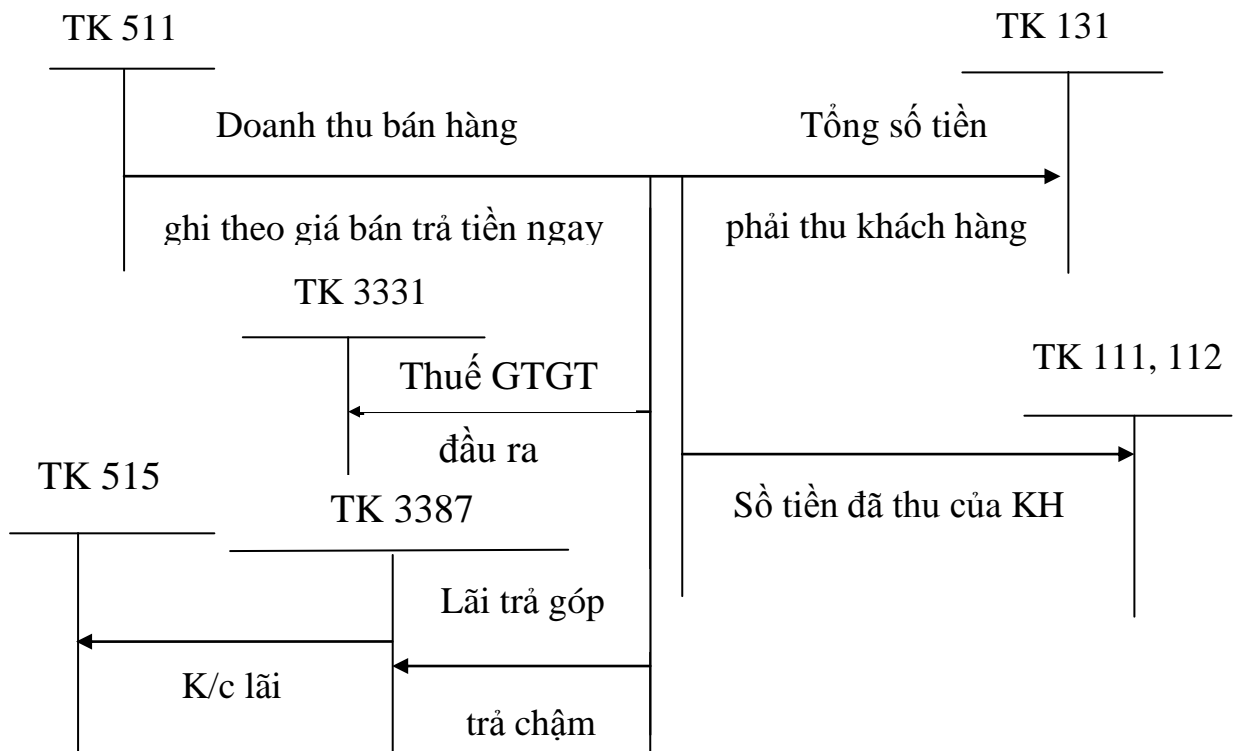 TK 511
TK 131
Doanh thu bán hàng
Tổng số tiền
ghi theo giá bán trả tiền ngay
phải thu khách hàng
TK 3331
TK 111, 112
Thuế GTGT
đầu ra
TK 515
TK 3387
Sồ tiền đã thu của KH
Lãi trả góp
K/c lãi
trả chậm